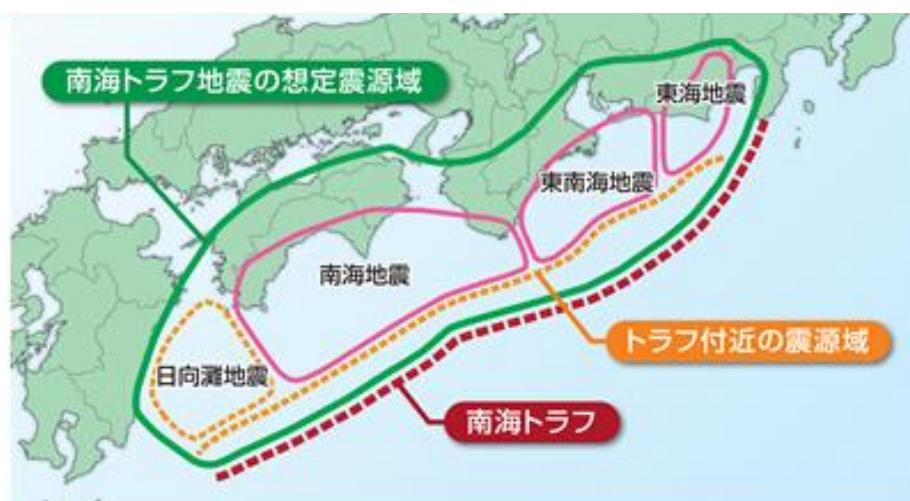 南海トラフ地震の想定震源域
東海地震
東南海地震
南海地震
トラフ付近の震源域
日向灘地震
南海トラフ